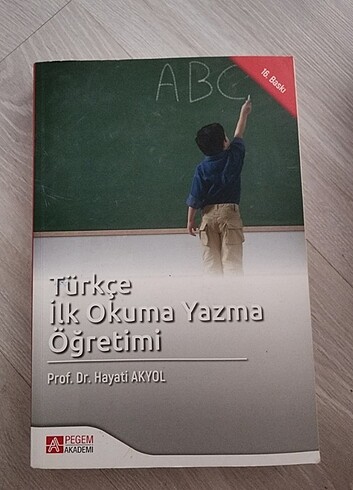 ABC
16. Baskı
Türkçe
İlk Okuma Yazma
Öğretimi
Prof. Dr. Hayati AKYOL
A PEGEM
AKADEMİ